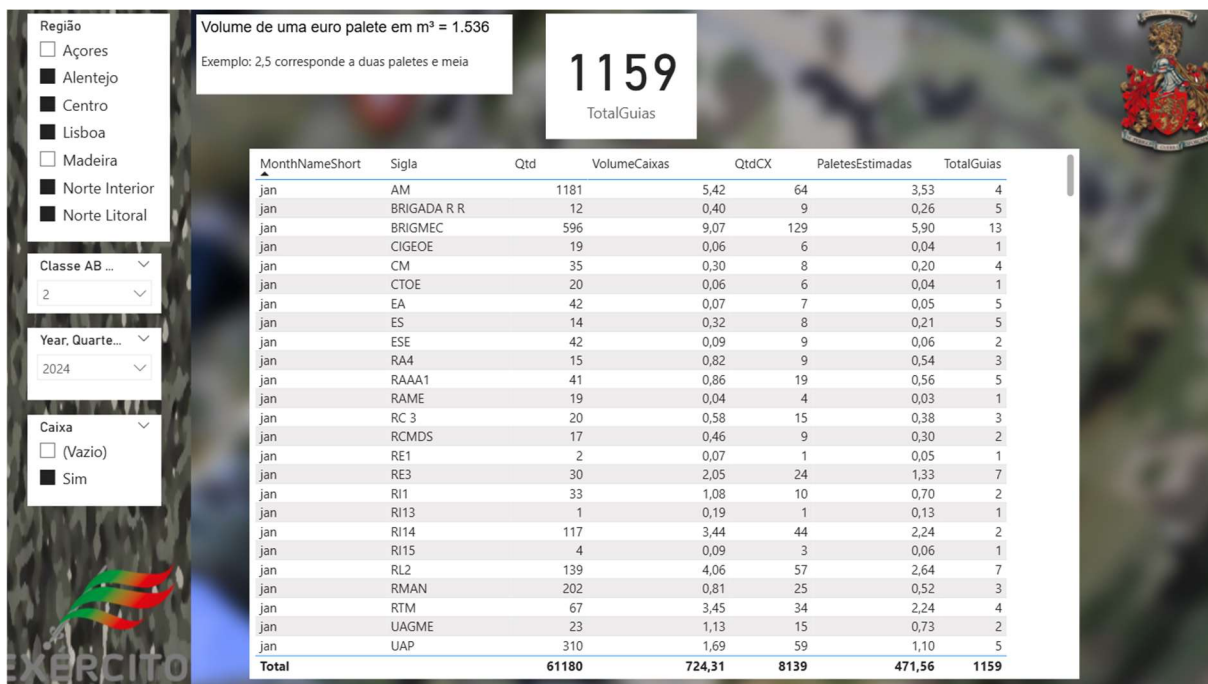 Região
Açores
Alentejo
Centro
Lisboa
Madeira
Norte Interior
Norte Litoral
Classe AB ...
2
Year, Quarte...
2024
Caixa
(Vazio)
Sim
EXÉRCITO
Volume de uma euro palete em m³ = 1.536
Exemplo: 2,5 corresponde a duas paletes e meia
1159
TotalGuias
MonthNameShort Sigla Qtd VolumeCaixas QtdCX PaletesEstimadas TotalGuias
jan AM 1181 5,42 64 3,53 4
jan BRIGADA R R 12 0,40 9 0,26 5
jan BRIGMEC 596 9,07 129 5,90 13
jan CIGEOE 19 0,06 6 0,04 1
jan CM 35 0,30 8 0,20 4
jan CTOE 20 0,06 6 0,04 1
jan EA 42 0,07 7 0,05 5
jan ES 14 0,32 8 0,21 5
jan ESE 42 0,09 9 0,06 2
jan RA4 15 0,82 9 0,54 3
jan RAAA1 41 0,86 19 0,56 5
jan RAME 19 0,04 4 0,03 1
jan RC 3 20 0,58 15 0,38 3
jan RCMDS 17 0,46 9 0,30 2
jan RE1 2 0,07 1 0,05 1
jan RE3 30 2,05 24 1,33 7
jan RI1 33 1,08 10 0,70 2
jan RI13 1 0,19 1 0,13 1
jan RI14 117 3,44 44 2,24 2
jan RI15 4 0,09 3 0,06 1
jan RL2 139 4,06 57 2,64 7
jan RMAN 202 0,81 25 0,52 3
jan RTM 67 3,45 34 2,24 4
jan UAGME 23 1,13 15 0,73 2
jan UAP 310 1,69 59 1,10 5
Total 61180 724,31 8139 471,56 1159